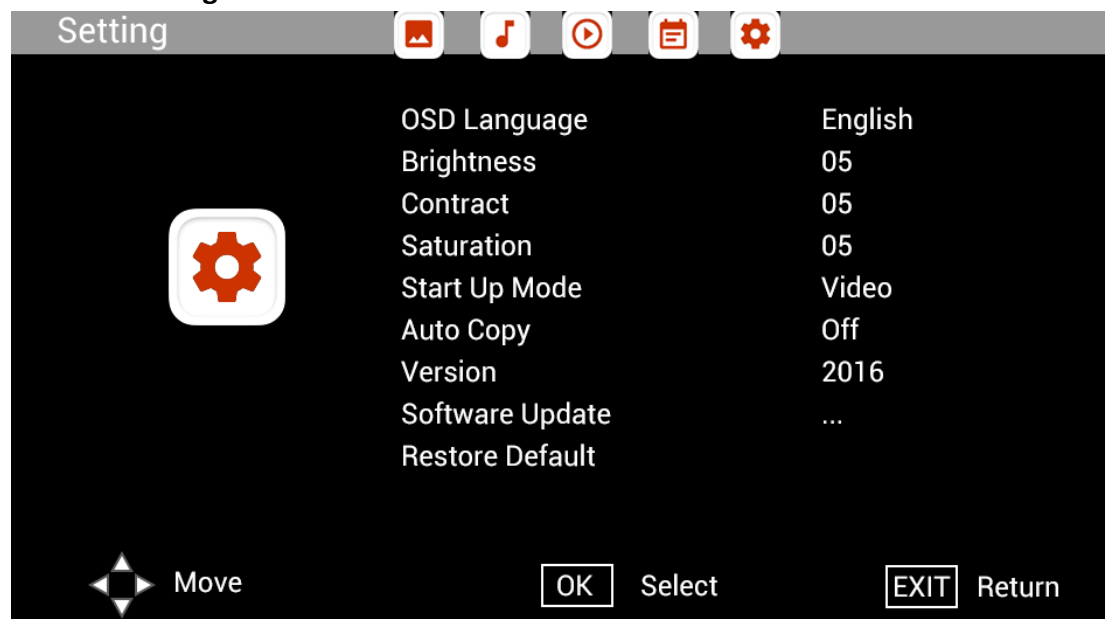 Setting
OSD Language English
Brightness 05
Contract 05
Saturation 05
Start Up Mode Video
Auto Copy Off
Version 2016
Software Update ...
Restore Default
Move OK Select EXIT Return